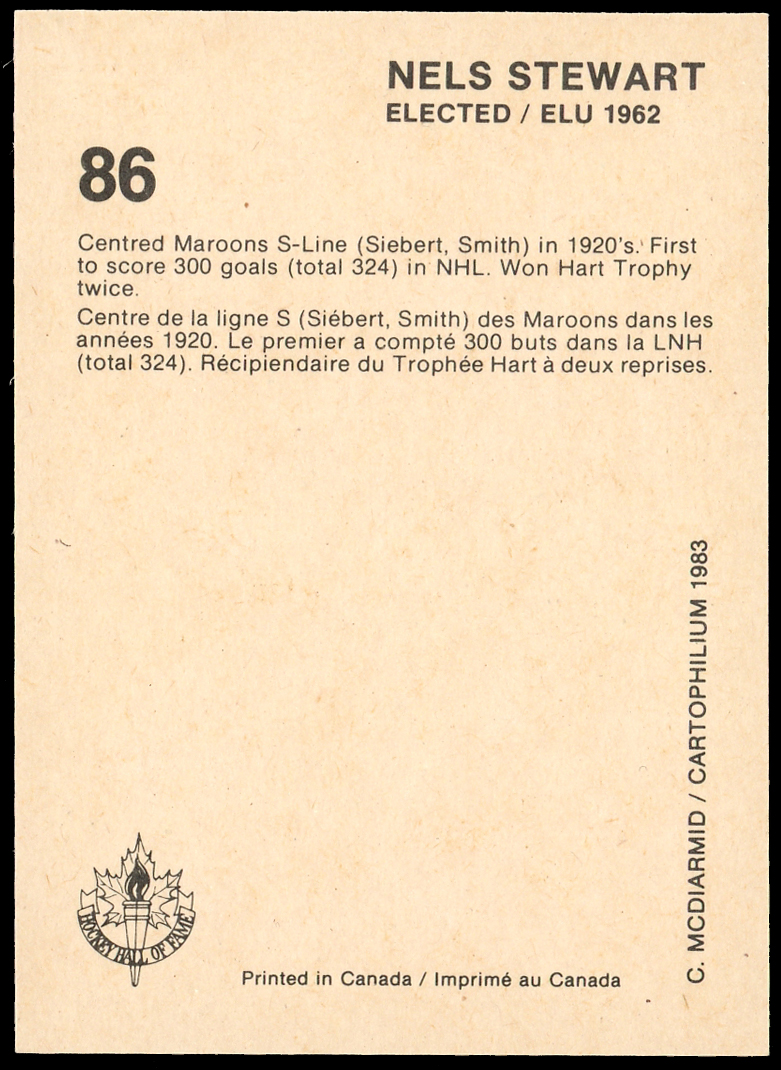 NELS STEWART
ELECTED / ELU 1962
86
Centred Maroons S-Line (Siebert, Smith) in 1920's. First
to score 300 goals (total 324) in NHL. Won Hart Trophy
twice.
Centre de la ligne S (Siébert, Smith) des Maroons dans les
années 1920. Le premier a compté 300 buts dans la LNH
(total 324). Récipiendaire du Trophée Hart à deux reprises.
C. MCDIARMID / CARTOPHILIUM 1983
HOCKEY HALL OF FAME
Printed in Canada / Imprimé au Canada